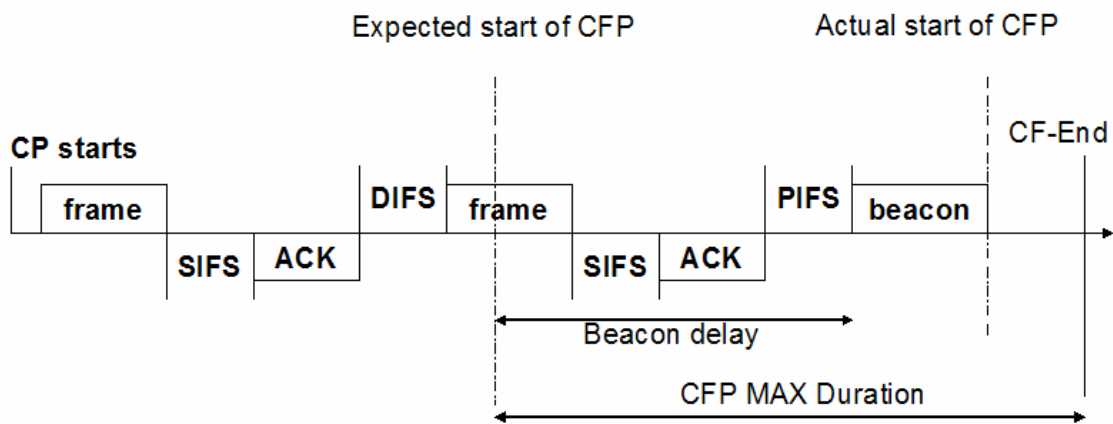 Expected start of CFP
Actual start of CFP
CF-End
CP starts
frame
SIFS
ACK
DIFS
frame
SIFS
ACK
PIFS
beacon
Beacon delay
CFP MAX Duration